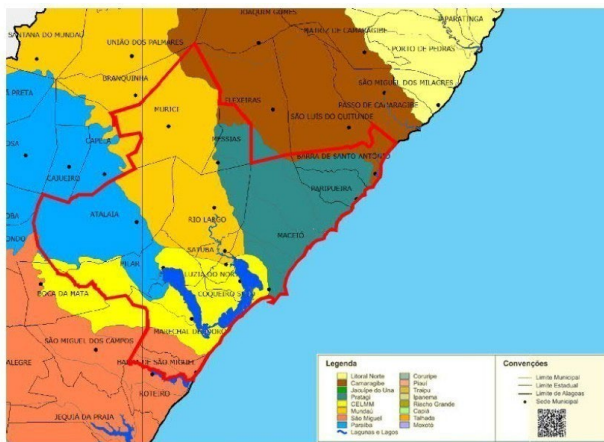 JOAQUIM GOMES
JAPARATINGA
SANTANA DO MUNDAÚ
UNIÃO DOS PALMARES
MATRIZ DE CAMARAGIBE
PORTO DE PEDRAS
BRANQUINHA
SÃO MIGUEL DOS MILAGRES
PASSO DE CAMARAGIBE
MURICI
FLEXEIRAS
SÃO LUÍS DO QUITUNDE
CAPELA
MESSIAS
BARRA DE SANTO ANTÔNIO
CAJUEIRO
PARIPUEIRA
ATALAIA
RIO LARGO
MACEIÓ
SATUBA
PILAR
LUZIA DO NORTE
BOCA DA MATA
COQUEIRO SECO
MARECHAL DEODORO
SÃO MIGUEL DOS CAMPOS
BARRA DE SÃO MIGUEL
ALEGRE
ROTEIRO
JEQUIÁ DA PRAIA
Legenda
Litoral Norte
Camaragibe
Jacuípe do Una
Pratagi
CELMM
Mundaú
São Miguel
Paraíba
Lagunas e Lagos
Coruripe
Piauí
Traipu
Ipanema
Riacho Grande
Capiá
Talhada
Moxotó
Convenções
Limite Municipal
Limite Estadual
Limite de Alagoas
Sede Municipal